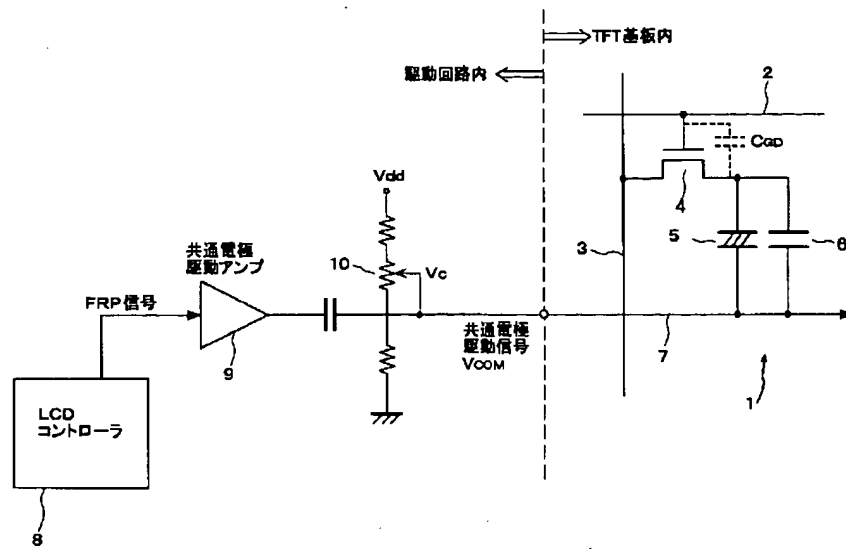 TFT基板内
駆動回路内
2
CGD
Vdd
4
共通電極
駆動アンプ
3
5
6
10
Vc
FRP信号
共通電極
駆動信号
VCOM
7
9
1
LCD
コントローラ
8